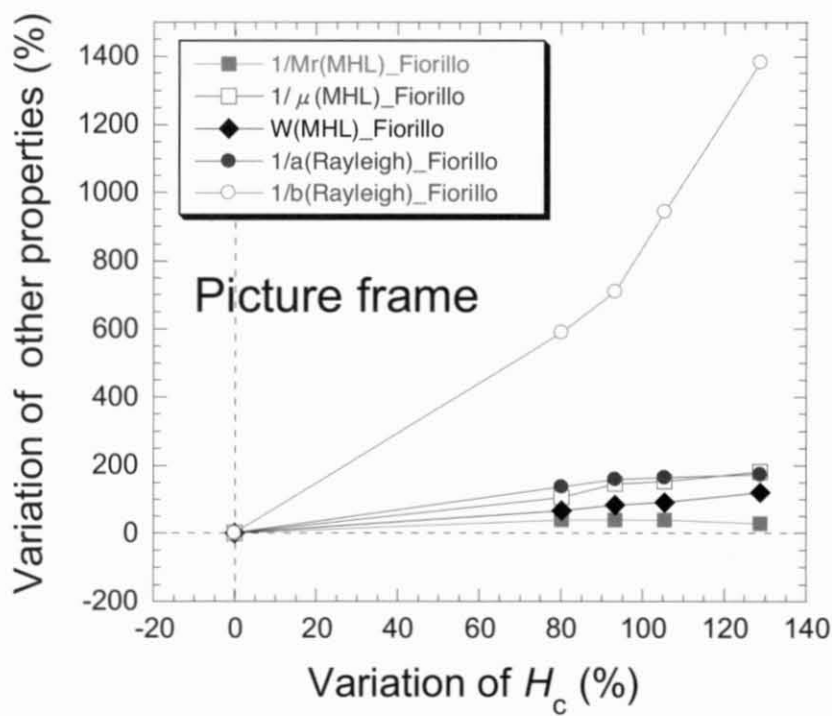 Variation of other properties (%)
1400
1200
1000
800
600
400
200
0
-200
1/Mr(MHL)_Fiorillo
1/ μ (MHL)_Fiorillo
W(MHL)_Fiorillo
1/a(Rayleigh)_Fiorillo
1/b(Rayleigh)_Fiorillo
Picture frame
-20 0 20 40 60 80 100 120 140
Variation of Hc (%)